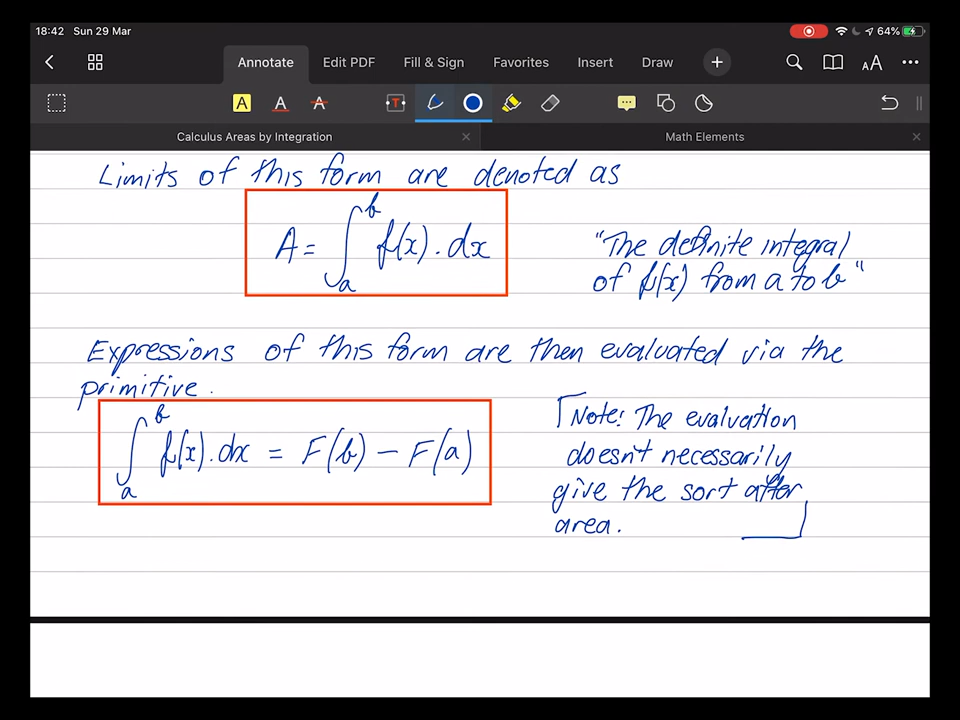 18:42 Sun 29 Mar 64%
Annotate Edit PDF Fill & Sign Favorites Insert Draw + AA
A A A T
Calculus Areas by Integration × Math Elements ×
Limits of this form are denoted as
A = ∫_a^b f(x).dx
"The definite integral
of f(x) from a to b"
Expressions of this form are then evaluated via the
primitive.
∫_a^b f(x).dx = F(b) – F(a)
Note: The evaluation
doesn't necessarily
give the sort after
area.